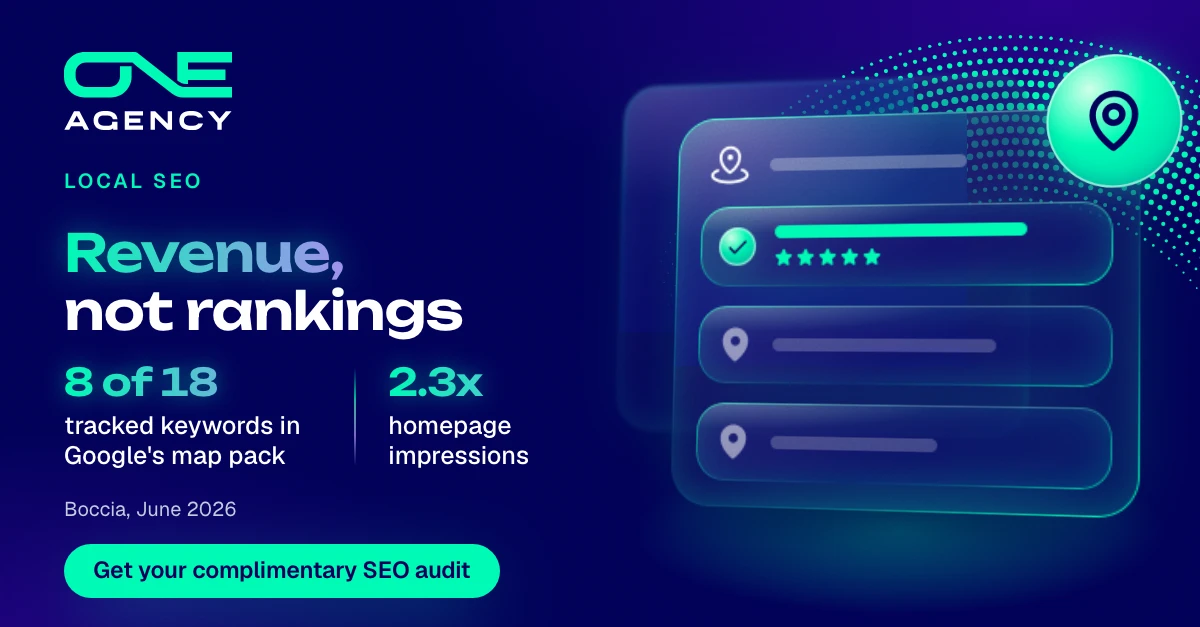 ONE
AGENCY
LOCAL SEO
Revenue,
not rankings
8 of 18
tracked keywords in
Google's map pack
2.3x
homepage
impressions
Boccia, June 2026
Get your complimentary SEO audit